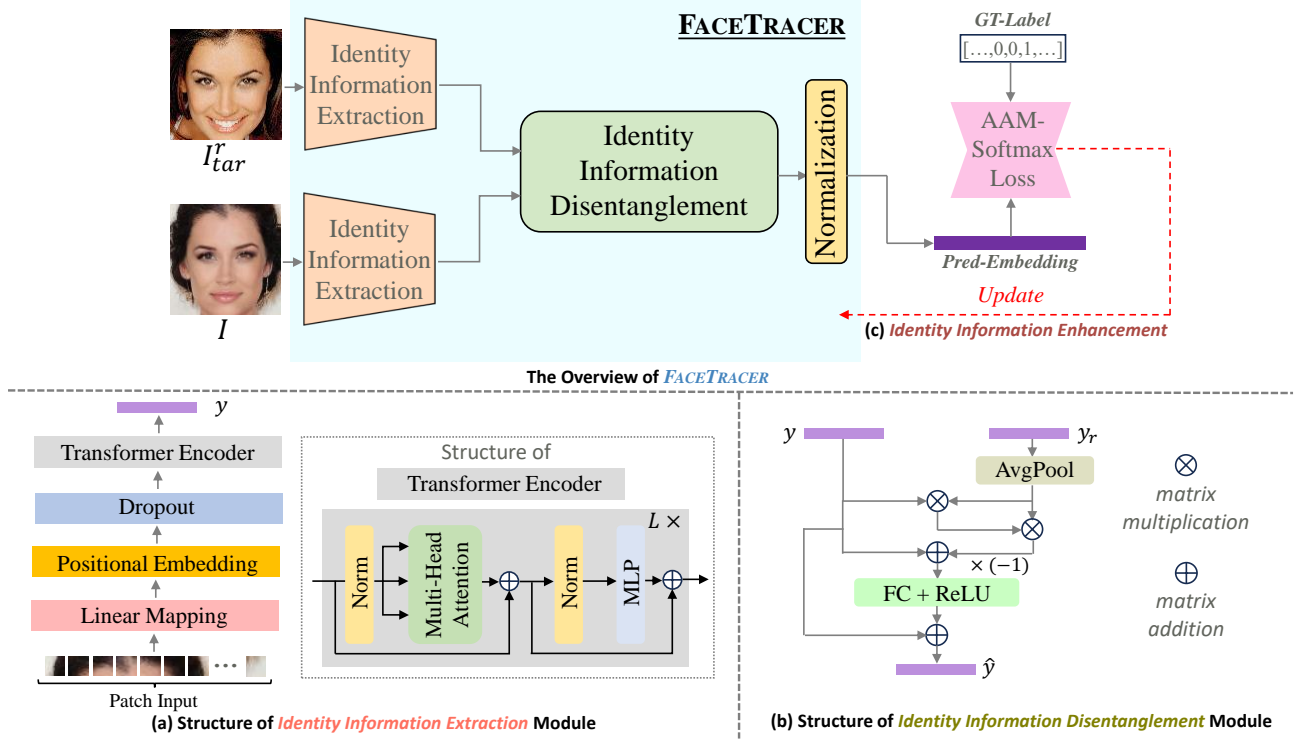 FACETRACER
GT-Label
[…,0,0,1,…]
Identity
Information
Extraction
I^r_tar
Identity
Information
Disentanglement
Normalization
AAM-
Softmax
Loss
Identity
Information
Extraction
I
Pred-Embedding
Update
(c) Identity Information Enhancement
The Overview of FACETRACER
y
Transformer Encoder
Dropout
Positional Embedding
Linear Mapping
...
Patch Input
Structure of
Transformer Encoder
L ×
Norm
Multi-Head
Attention
Norm
MLP
(a) Structure of Identity Information Extraction Module
y
y_r
AvgPool
× (−1)
FC + ReLU
ŷ
matrix
multiplication
matrix
addition
(b) Structure of Identity Information Disentanglement Module